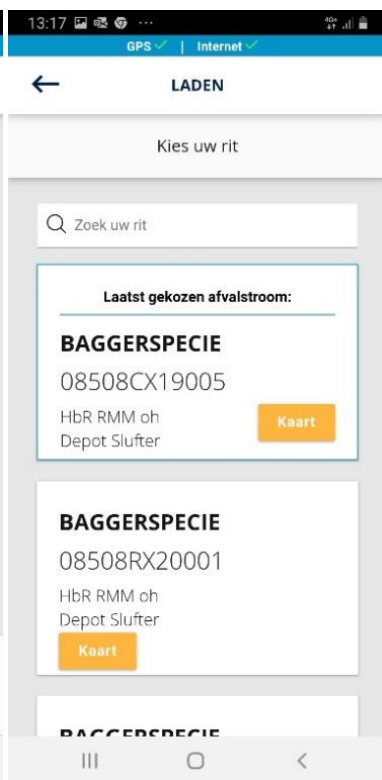 13:17
GPS | Internet
LADEN
Kies uw rit
Zoek uw rit
Laatst gekozen afvalstroom:
BAGGERSPECIE
08508CX19005
HbR RMM oh
Depot Slufter
Kaart
BAGGERSPECIE
08508RX20001
HbR RMM oh
Depot Slufter
Kaart
BAGGERSPECIE